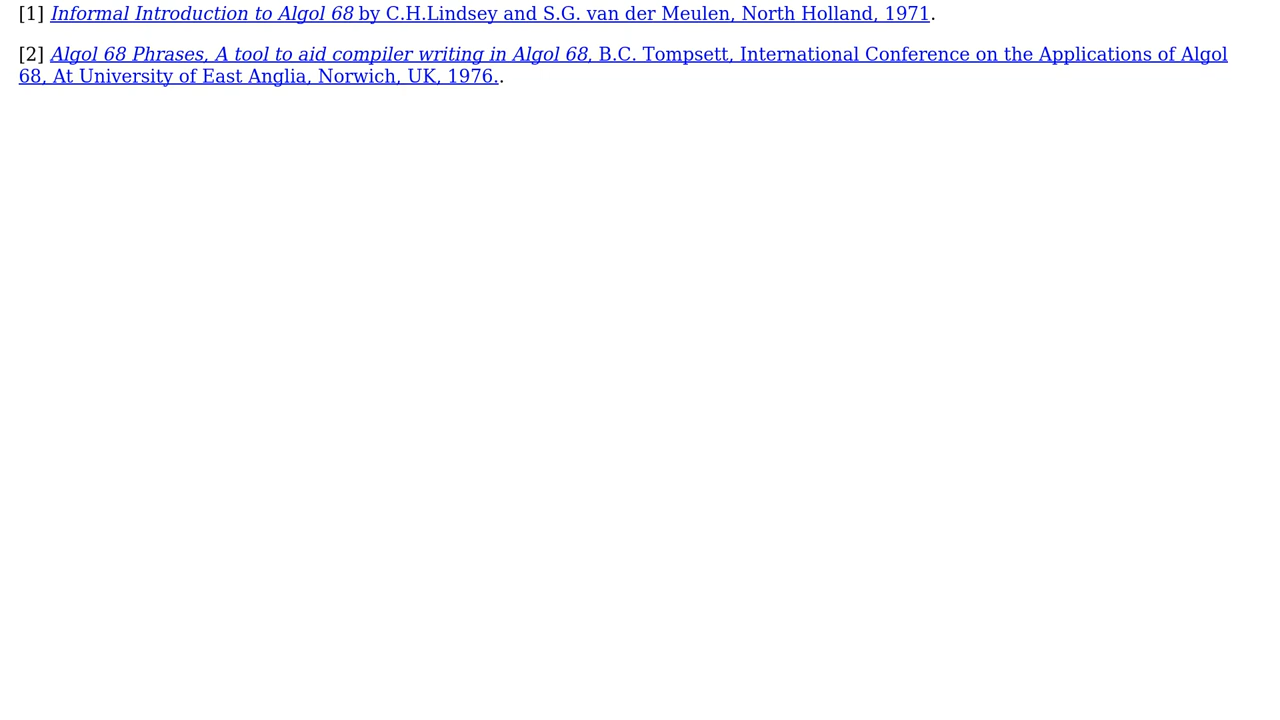 [1] Informal Introduction to Algol 68 by C.H.Lindsey and S.G. van der Meulen, North Holland, 1971.
[2] Algol 68 Phrases, A tool to aid compiler writing in Algol 68, B.C. Tompsett, International Conference on the Applications of Algol
68, At University of East Anglia, Norwich, UK, 1976..